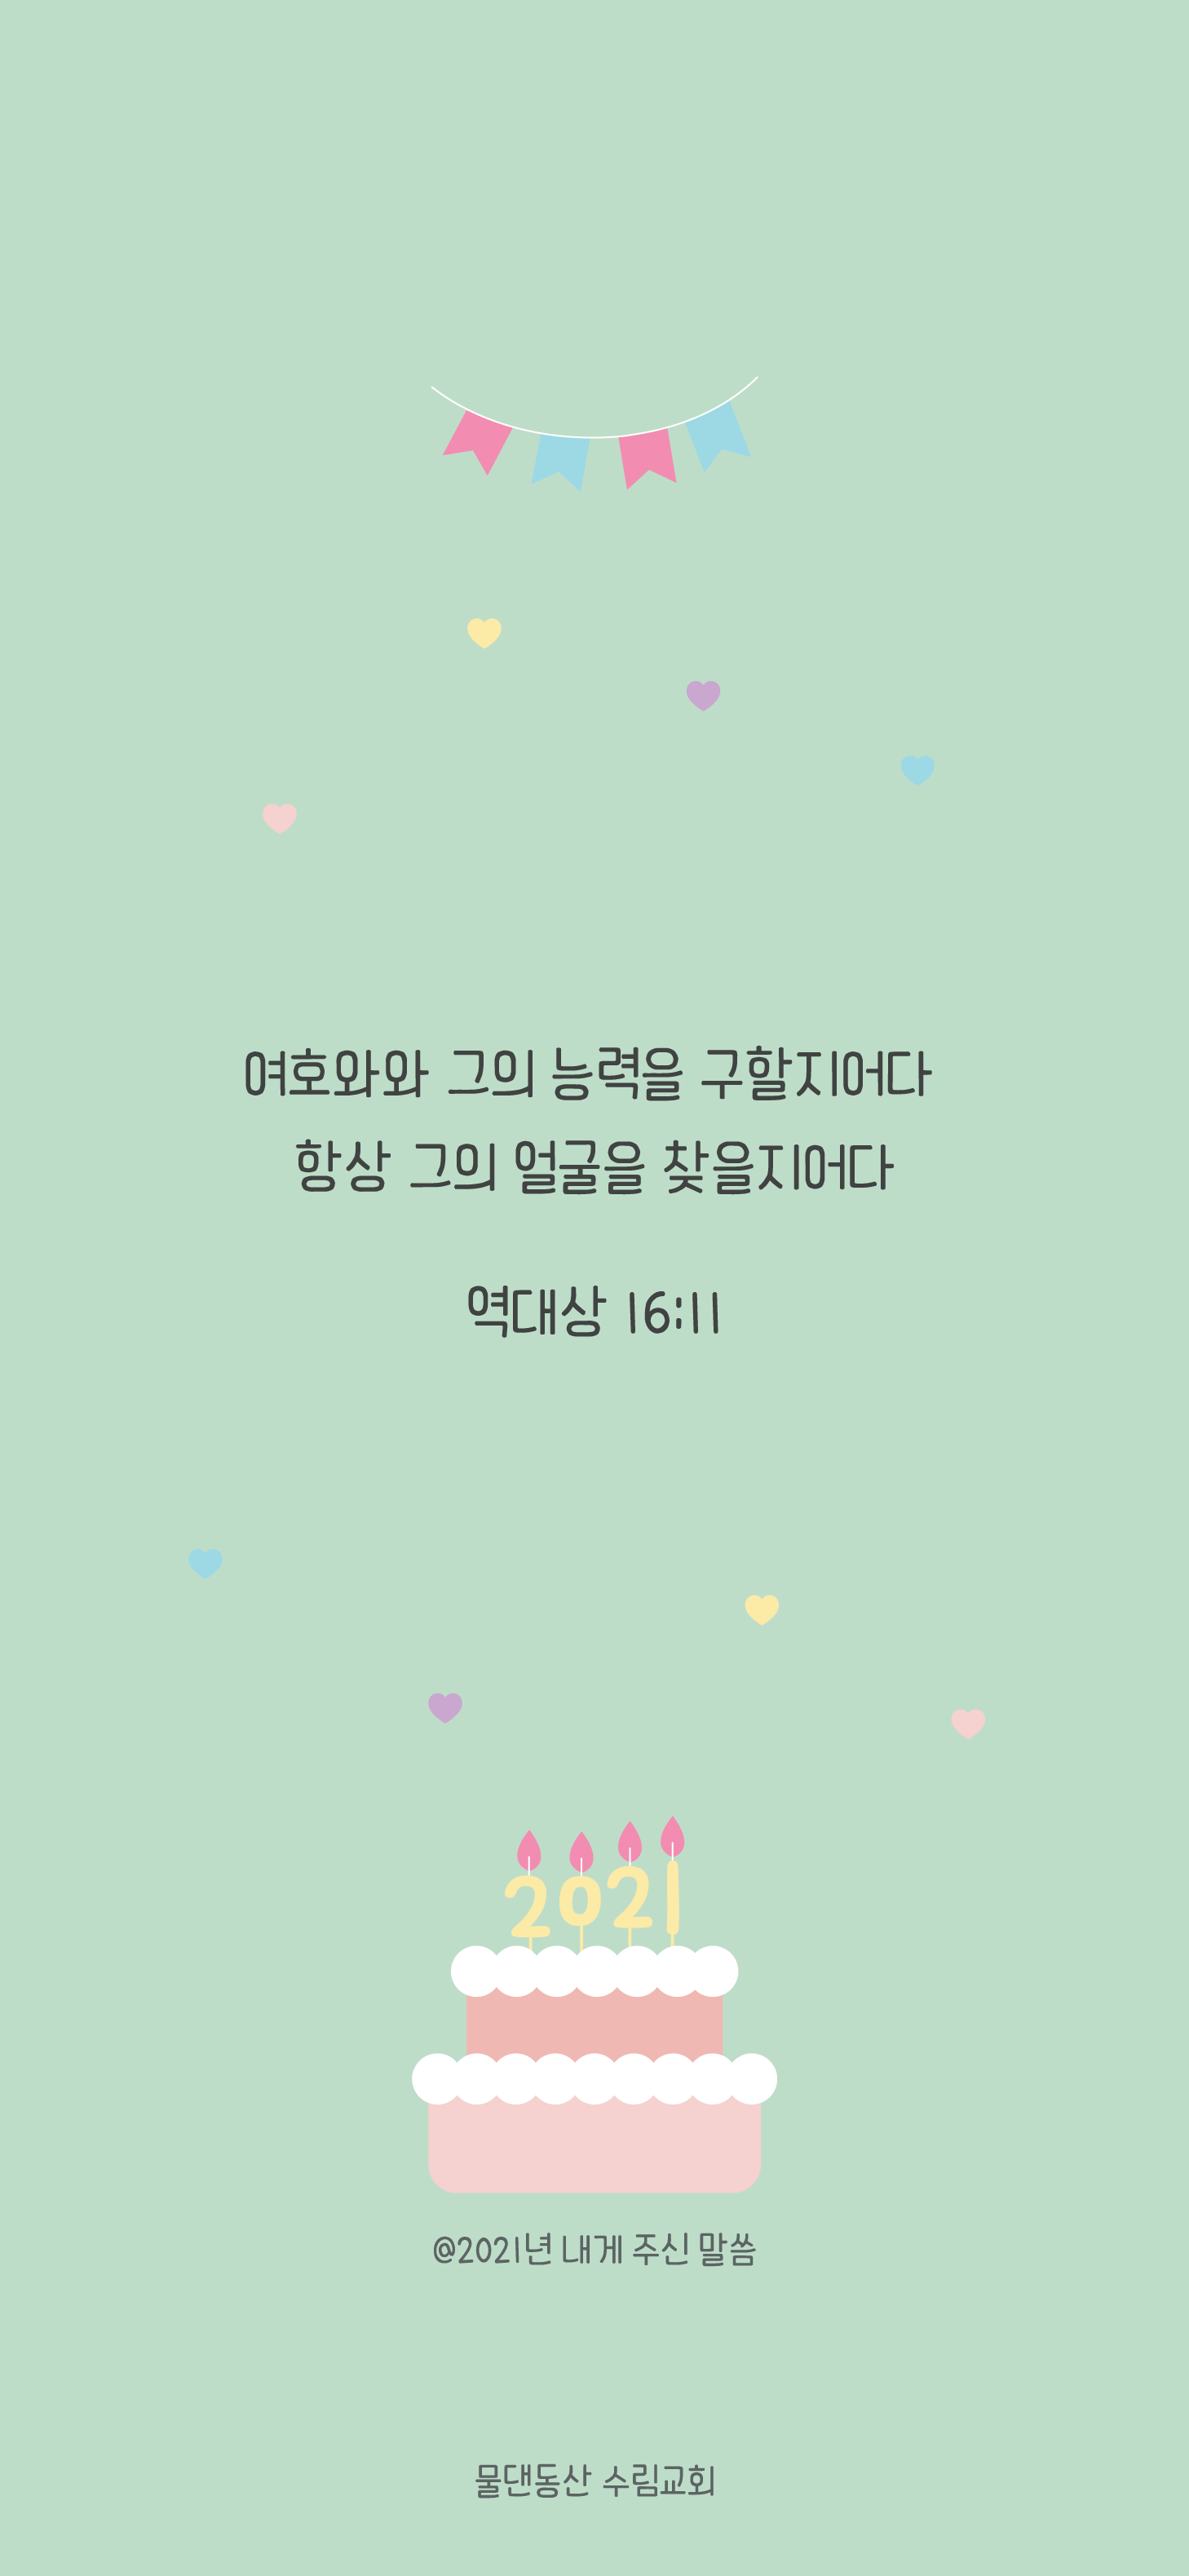 여호와와 그의 능력을 구할지어다
항상 그의 얼굴을 찾을지어다
역대상 16:11
2021
@2021년 내게 주신 말씀
물댄동산 수림교회